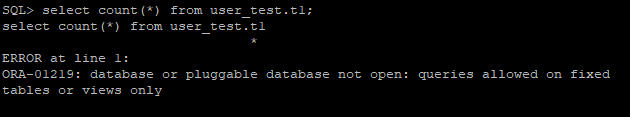 SQL> select count(*) from user_test.t1;
select count(*) from user_test.t1
*
ERROR at line 1:
ORA-01219: database or pluggable database not open: queries allowed on fixed
tables or views only